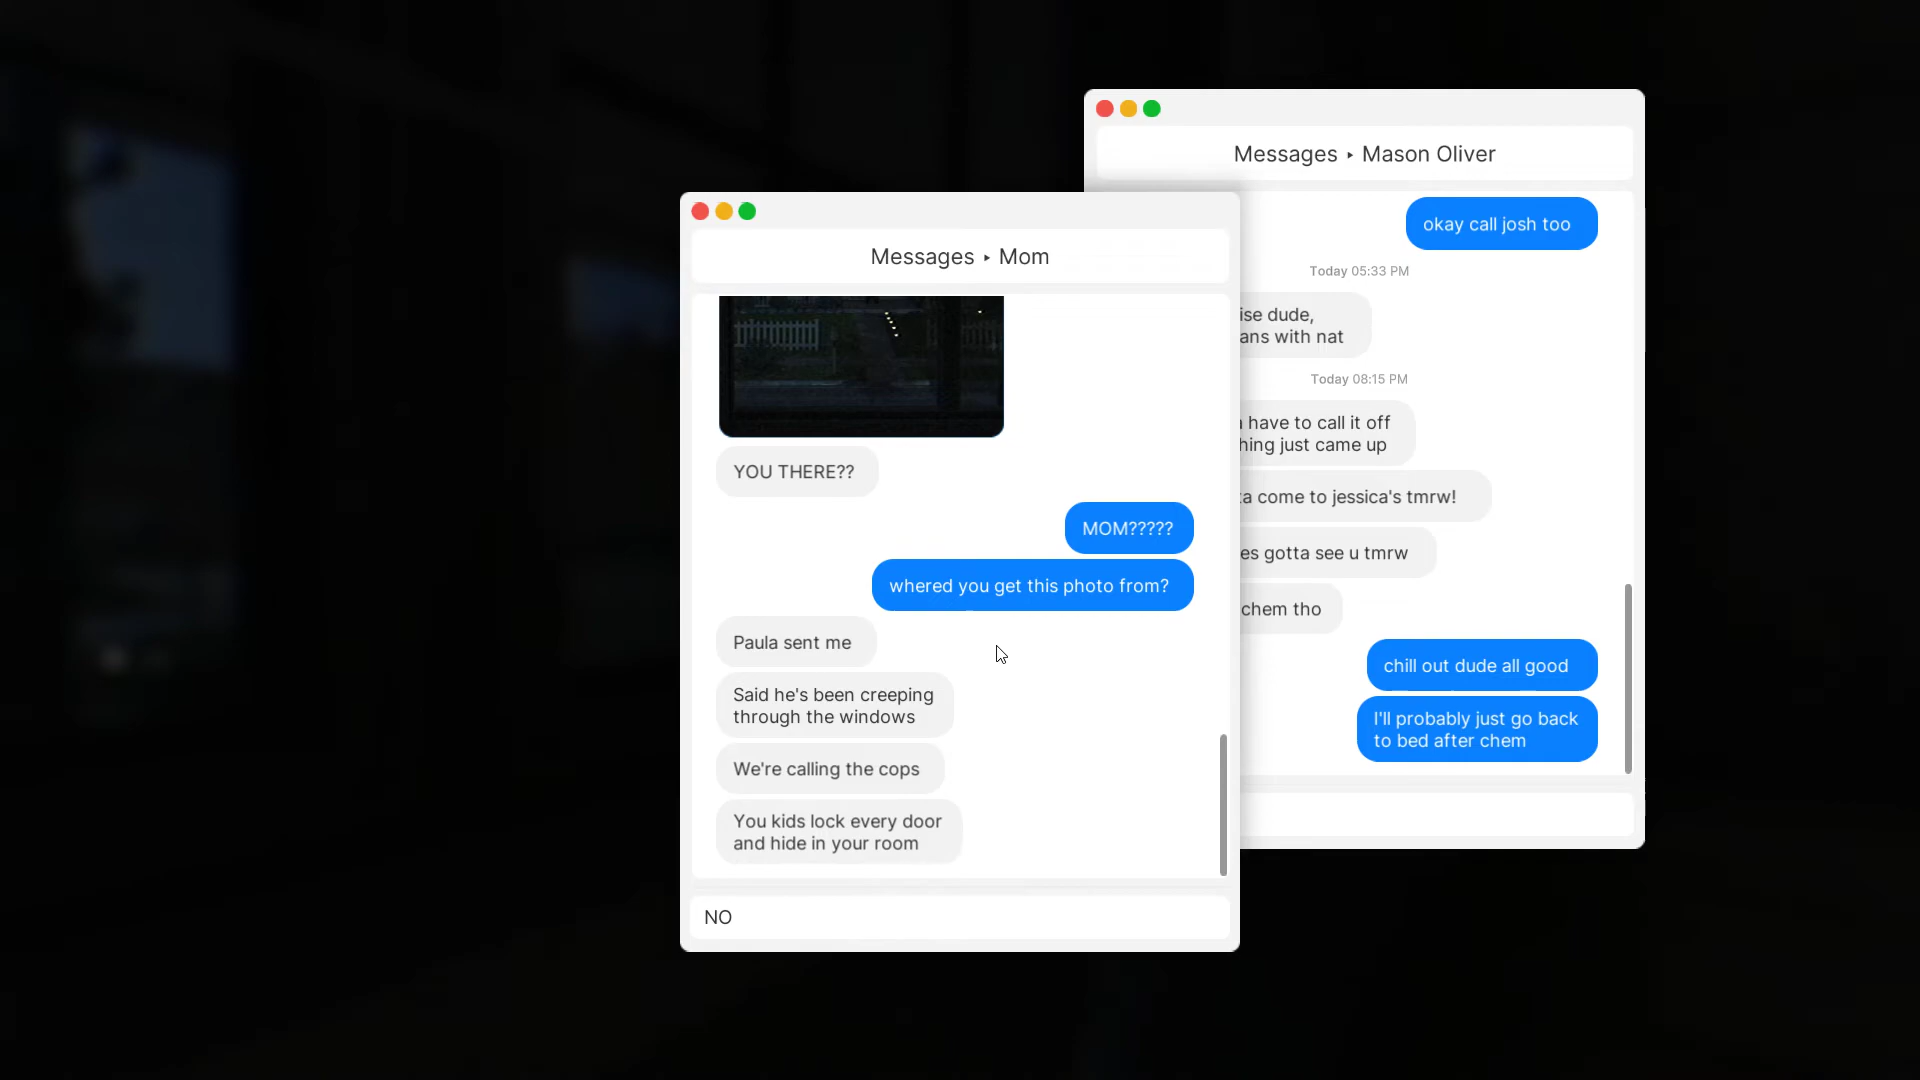 Messages ▸ Mason Oliver
okay call josh too
Today 05:33 PM
dude,
with nat
Today 08:15 PM
have to call it off
just came up
come to jessica's tmrw!
gotta see u tmrw
chem tho
chill out dude all good
I'll probably just go back
to bed after chem
Messages ▸ Mom
YOU THERE??
MOM?????
whered you get this photo from?
Paula sent me
Said he's been creeping
through the windows
We're calling the cops
You kids lock every door
and hide in your room
NO